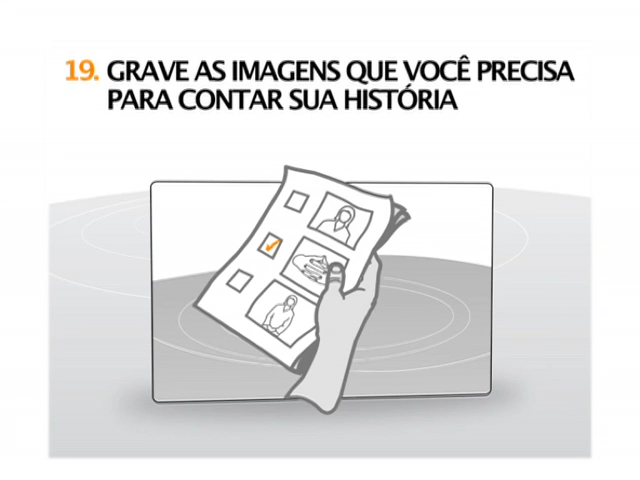 19. GRAVE AS IMAGENS QUE VOCÊ PRECISA
PARA CONTAR SUA HISTÓRIA